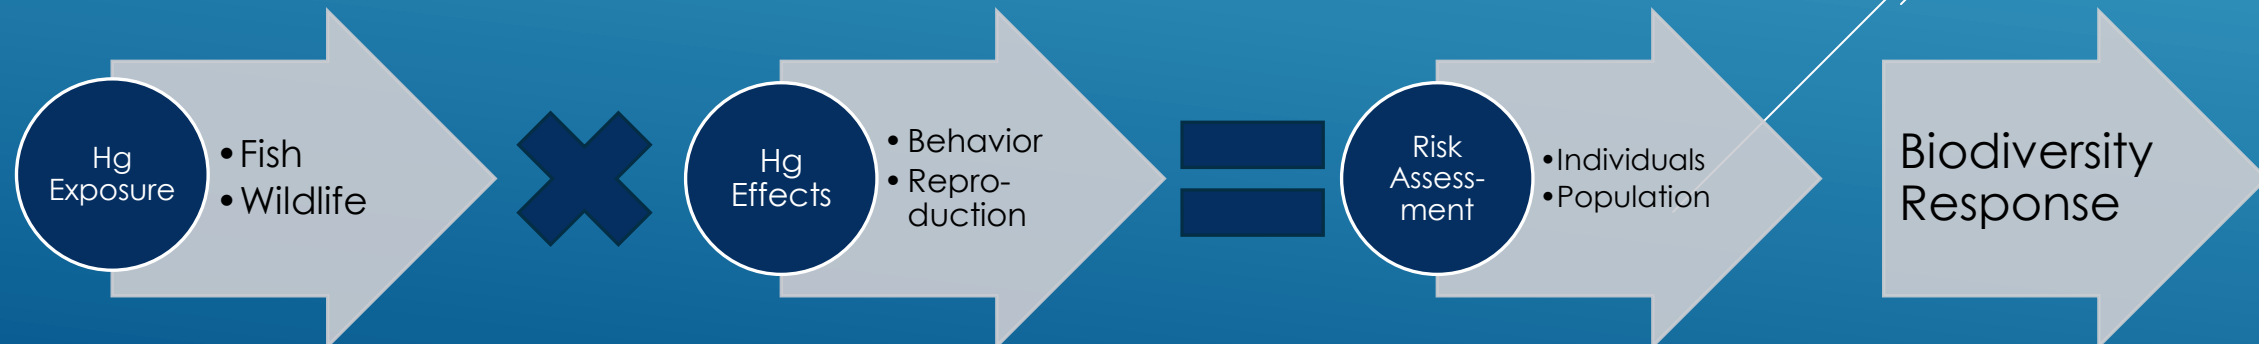 Hg
Exposure
• Fish
• Wildlife
Hg
Effects
• Behavior
• Repro-
duction
Risk
Assess-
ment
• Individuals
• Population
Biodiversity
Response